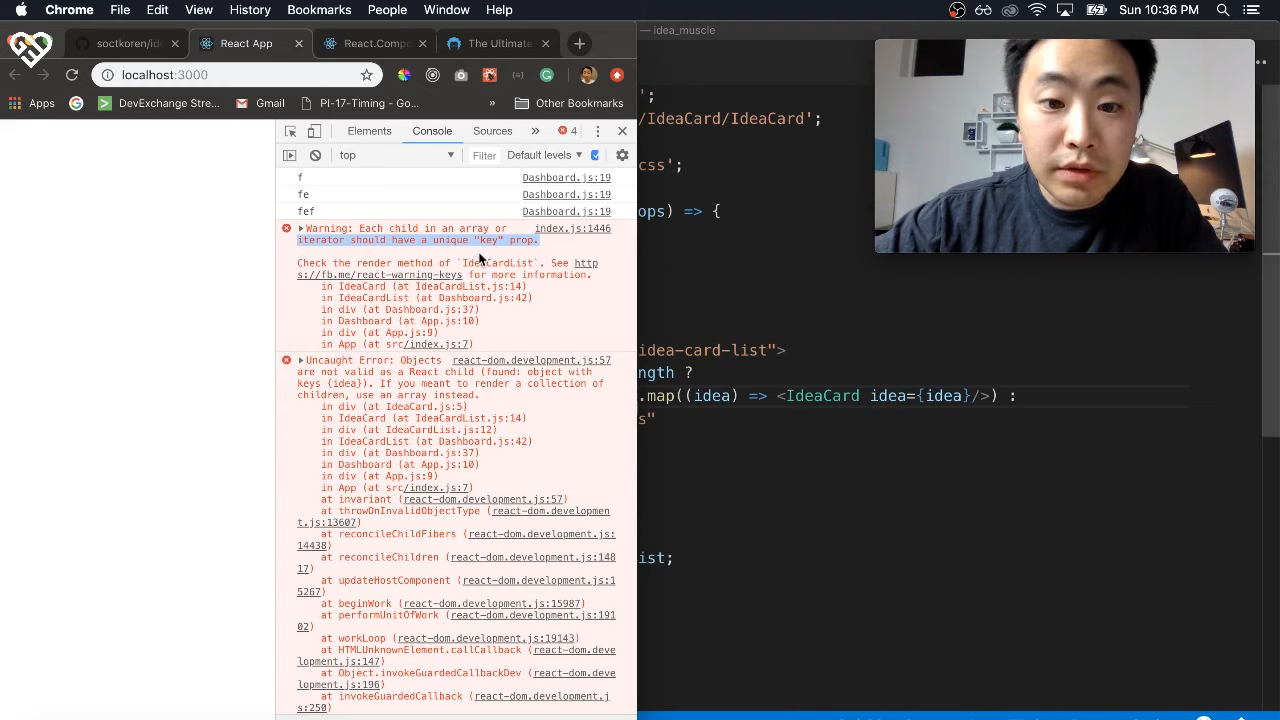 Chrome File Edit View History Bookmarks People Window Help Sun 10:36 PM
soctkoren/id React App React.Comp The Ultimate
— idea_muscle
localhost:3000
Apps DevExchange Stre... Gmail PI-17-Timing - Go... » Other Bookmarks
Elements Console Sources » 4
top Filter Default levels
f Dashboard.js:19
fe Dashboard.js:19
fef Dashboard.js:19
Warning: Each child in an array or index.js:1446
iterator should have a unique "key" prop.
Check the render method of `IdeaCardList`. See http
s://fb.me/react-warning-keys for more information.
in IdeaCard (at IdeaCardList.js:14)
in IdeaCardList (at Dashboard.js:42)
in div (at Dashboard.js:37)
in Dashboard (at App.js:10)
in div (at App.js:9)
in App (at src/index.js:7)
Uncaught Error: Objects react-dom.development.js:57
are not valid as a React child (found: object with
keys {idea}). If you meant to render a collection of
children, use an array instead.
in div (at IdeaCard.js:5)
in IdeaCard (at IdeaCardList.js:14)
in div (at IdeaCardList.js:12)
in IdeaCardList (at Dashboard.js:42)
in div (at Dashboard.js:37)
in Dashboard (at App.js:10)
in div (at App.js:9)
in App (at src/index.js:7)
at invariant (react-dom.development.js:57)
at throwOnInvalidObjectType (react-dom.developmen
t.js:13607)
at reconcileChildFibers (react-dom.development.js:
14438)
at reconcileChildren (react-dom.development.js:148
17)
at updateHostComponent (react-dom.development.js:1
5267)
at beginWork (react-dom.development.js:15987)
at performUnitOfWork (react-dom.development.js:191
02)
at workLoop (react-dom.development.js:19143)
at HTMLUnknownElement.callCallback (react-dom.deve
lopment.js:147)
at Object.invokeGuardedCallbackDev (react-dom.deve
lopment.js:196)
at invokeGuardedCallback (react-dom.development.j
s:250)
';
/IdeaCard/IdeaCard';
css';
ops) => {
idea-card-list">
ngth ?
.map((idea) => <IdeaCard idea={idea}/>) :
s"
ist;